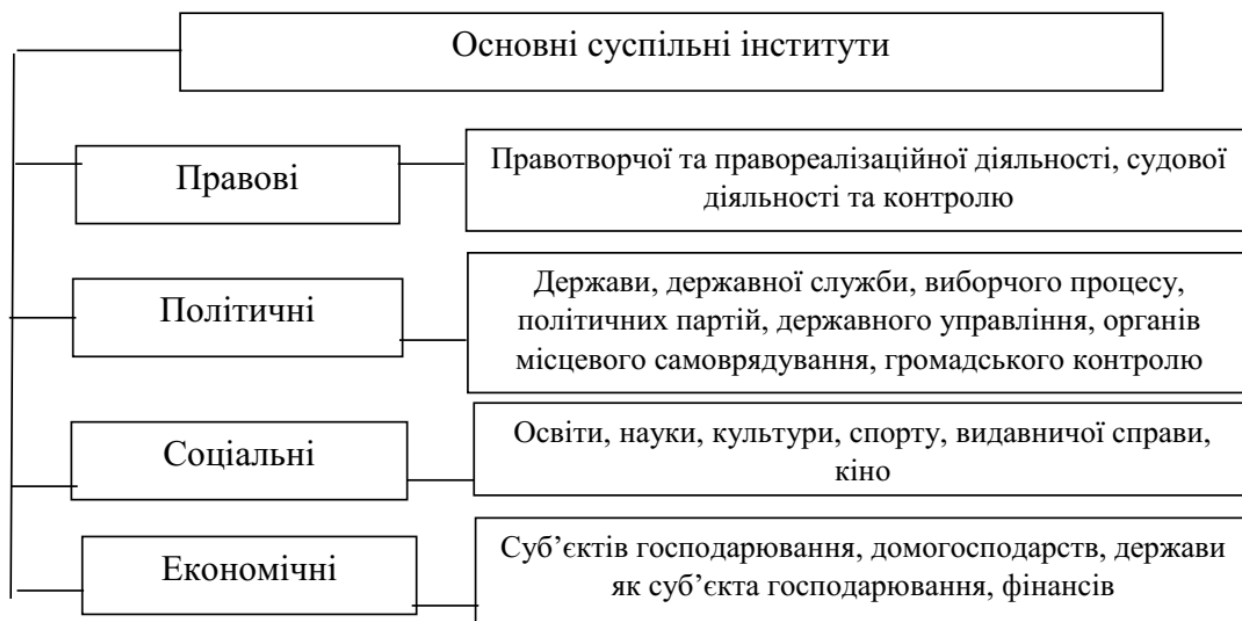 Основні суспільні інститути
Правові
Правотворчої та правореалізаційної діяльності, судової
діяльності та контролю
Політичні
Держави, державної служби, виборчого процесу,
політичних партій, державного управління, органів
місцевого самоврядування, громадського контролю
Соціальні
Освіти, науки, культури, спорту, видавничої справи,
кіно
Економічні
Суб’єктів господарювання, домогосподарств, держави
як суб’єкта господарювання, фінансів